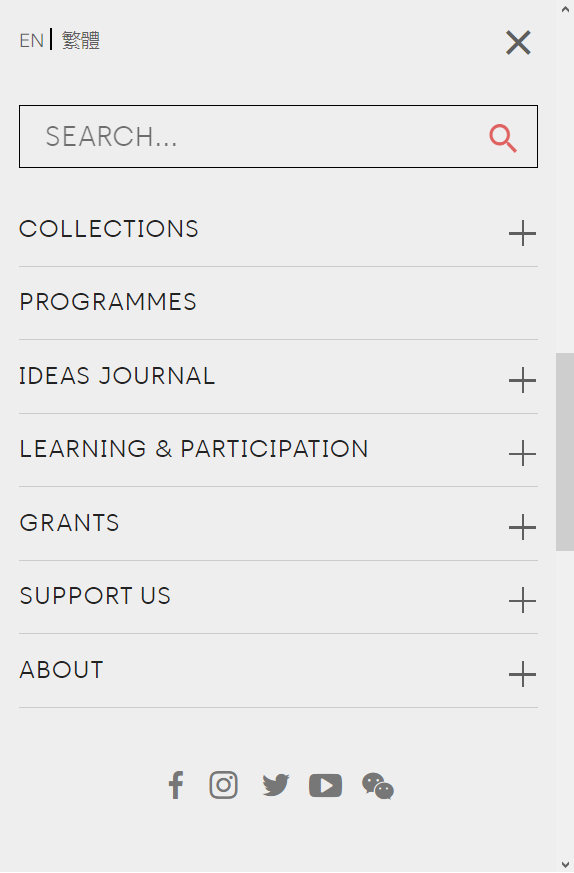 EN 繁體
SEARCH...
COLLECTIONS
PROGRAMMES
IDEAS JOURNAL
LEARNING & PARTICIPATION
GRANTS
SUPPORT US
ABOUT